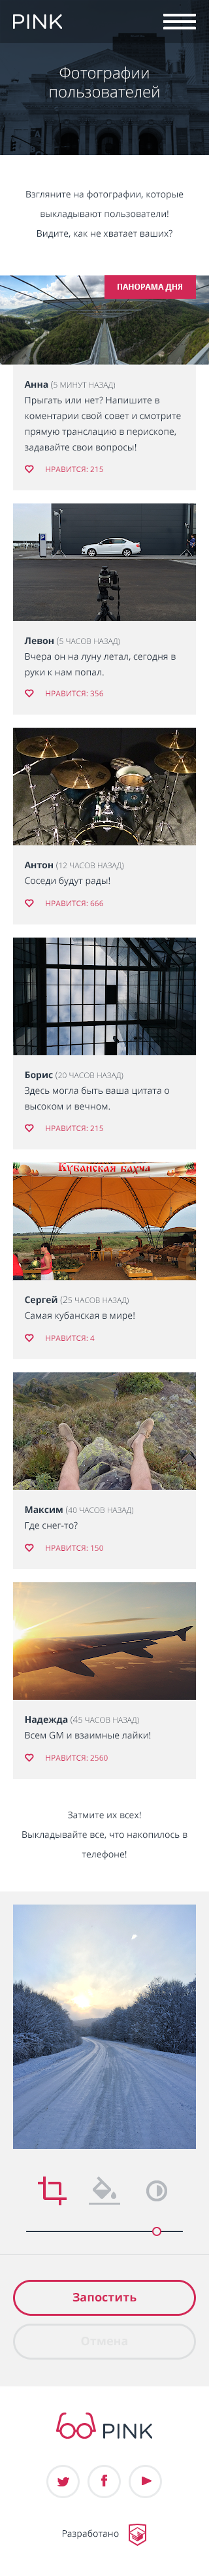 PINK
Фотографии
пользователей
Взгляните на фотографии, которые
выкладывают пользователи!
Видите, как не хватает ваших?
ПАНОРАМА ДНЯ
Анна (5 МИНУТ НАЗАД)
Прыгать или нет? Напишите в
коментарии свой совет и смотрите
прямую трансляцию в перископе,
задавайте свои вопросы!
НРАВИТСЯ: 215
Левон (5 ЧАСОВ НАЗАД)
Вчера он на луну летал, сегодня в
руки к нам попал.
НРАВИТСЯ: 356
Антон (12 ЧАСОВ НАЗАД)
Соседи будут рады!
НРАВИТСЯ: 666
Борис (20 ЧАСОВ НАЗАД)
Здесь могла быть ваша цитата о
высоком и вечном.
НРАВИТСЯ: 215
Кубанская бахча
Сергей (25 ЧАСОВ НАЗАД)
Самая кубанская в мире!
НРАВИТСЯ: 4
Максим (40 ЧАСОВ НАЗАД)
Где снег-то?
НРАВИТСЯ: 150
Надежда (45 ЧАСОВ НАЗАД)
Всем GM и взаимные лайки!
НРАВИТСЯ: 2560
Затмите их всех!
Выкладывайте все, что накопилось в
телефоне!
Запостить
Отмена
PINK
Разработано